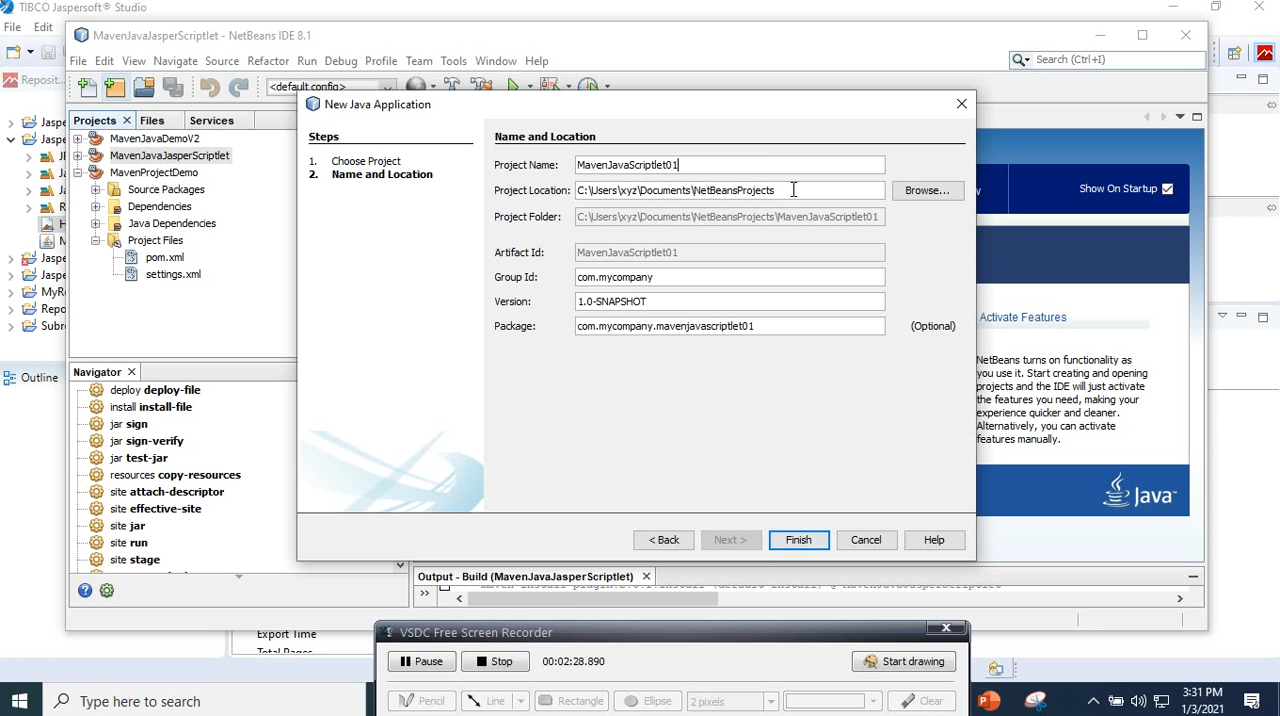 TIBCO Jaspersoft® Studio
File Edit
MavenJavaJasperScriptlet - NetBeans IDE 8.1
File Edit View Navigate Source Refactor Run Debug Profile Team Tools Window Help
Search (Ctrl+I)
<default config>
Reposit
Projects Files Services
MavenJavaDemoV2
MavenJavaJasperScriptlet
MavenProjectDemo
Source Packages
Dependencies
Java Dependencies
Project Files
pom.xml
settings.xml
Jaspe
Jaspe
Jaspe
Jaspe
MyRe
Repo
Subre
Outline
Navigator
deploy deploy-file
install install-file
jar sign
jar sign-verify
jar test-jar
resources copy-resources
site attach-descriptor
site effective-site
site jar
site run
site stage
New Java Application
Steps
1. Choose Project
2. Name and Location
Name and Location
Project Name: MavenJavaScriptlet01
Project Location: C:\Users\xyz\Documents\NetBeansProjects Browse...
Project Folder: C:\Users\xyz\Documents\NetBeansProjects\MavenJavaScriptlet01
Artifact Id: MavenJavaScriptlet01
Group Id: com.mycompany
Version: 1.0-SNAPSHOT
Package: com.mycompany.mavenjavascriptlet01 (Optional)
< Back Next > Finish Cancel Help
Show On Startup
Activate Features
NetBeans turns on functionality as
you use it. Start creating and opening
projects and the IDE will just activate
the features you need, making your
experience quicker and cleaner.
Alternatively, you can activate
features manually.
Java
Output - Build (MavenJavaJasperScriptlet)
Export Time
VSDC Free Screen Recorder
Pause Stop 00:02:28.890 Start drawing
Pencil Line Rectangle Ellipse 2 pixels Clear
Type here to search
3:31 PM
1/3/2021